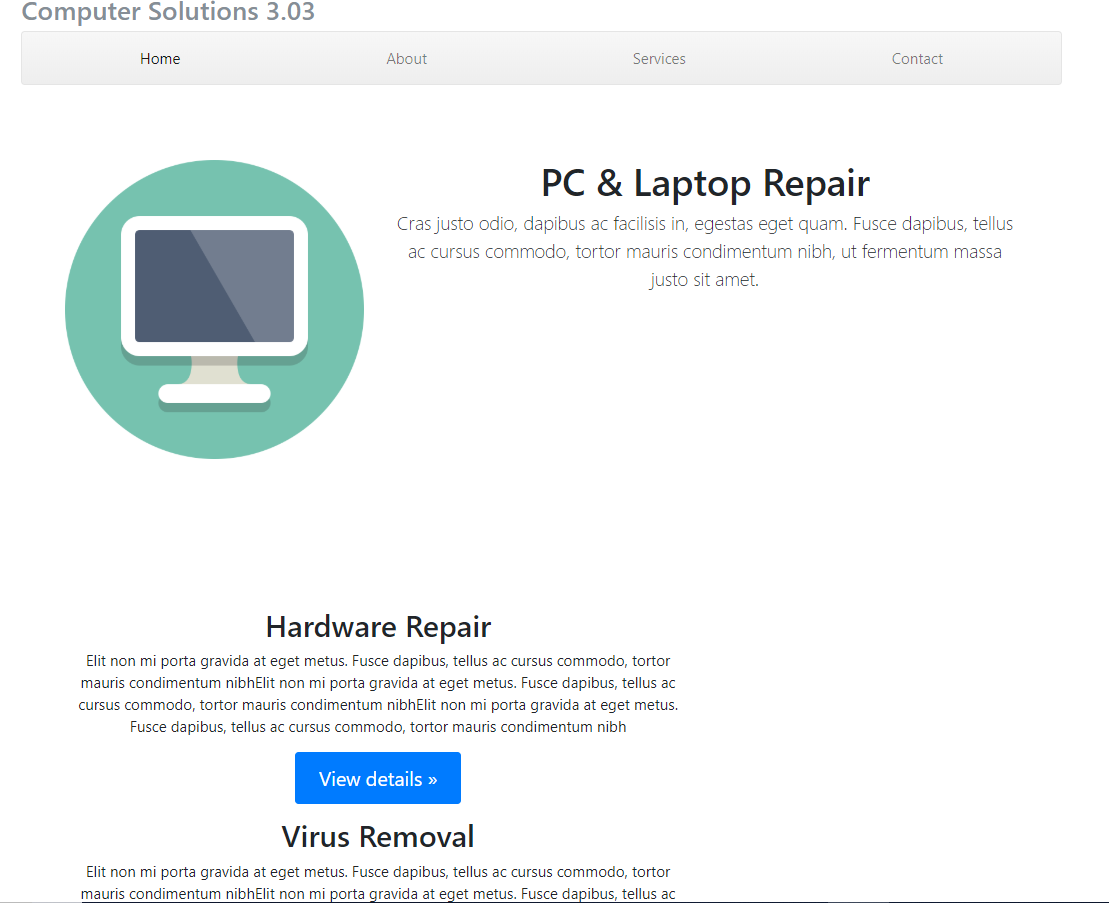 Computer Solutions 3.03
Home About Services Contact
PC & Laptop Repair
Cras justo odio, dapibus ac facilisis in, egestas eget quam. Fusce dapibus, tellus
ac cursus commodo, tortor mauris condimentum nibh, ut fermentum massa
justo sit amet.
Hardware Repair
Elit non mi porta gravida at eget metus. Fusce dapibus, tellus ac cursus commodo, tortor
mauris condimentum nibhElit non mi porta gravida at eget metus. Fusce dapibus, tellus ac
cursus commodo, tortor mauris condimentum nibhElit non mi porta gravida at eget metus.
Fusce dapibus, tellus ac cursus commodo, tortor mauris condimentum nibh
View details »
Virus Removal
Elit non mi porta gravida at eget metus. Fusce dapibus, tellus ac cursus commodo, tortor
mauris condimentum nibhElit non mi porta gravida at eget metus. Fusce dapibus, tellus ac